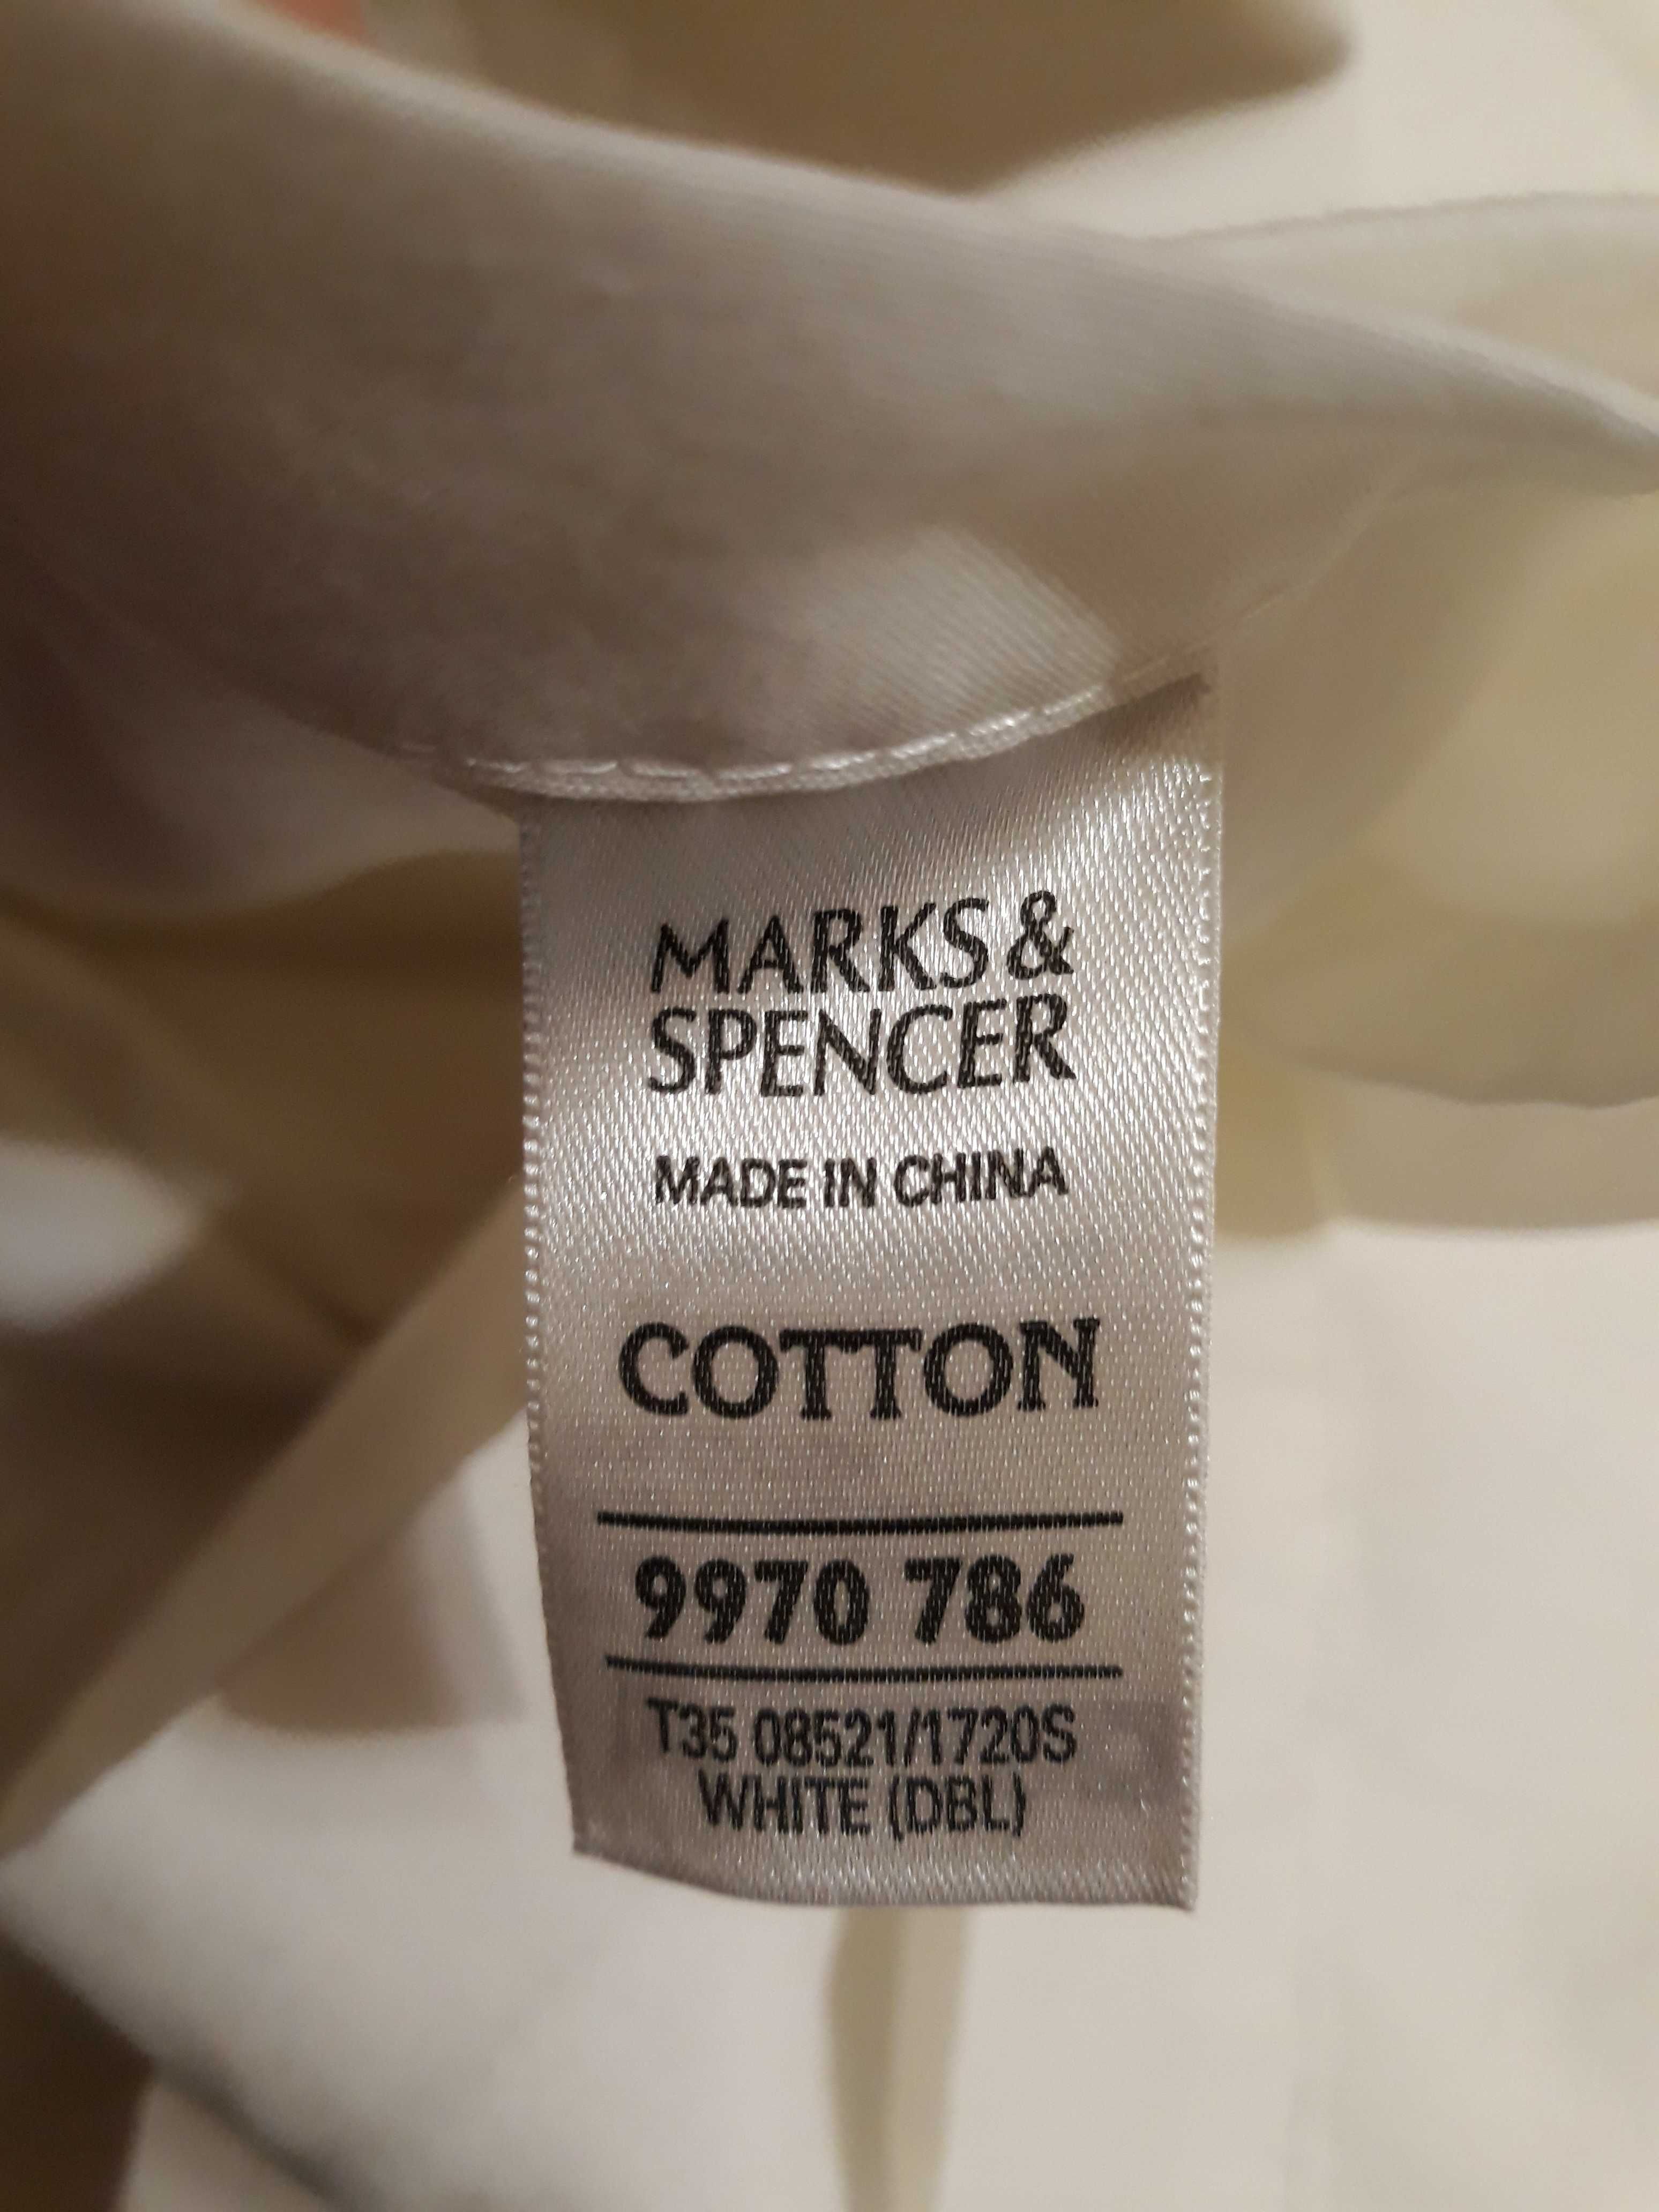 MARKS &
SPENCER
MADE IN CHINA
COTTON
9970 786
T35 08521/1720S
WHITE (DBL)